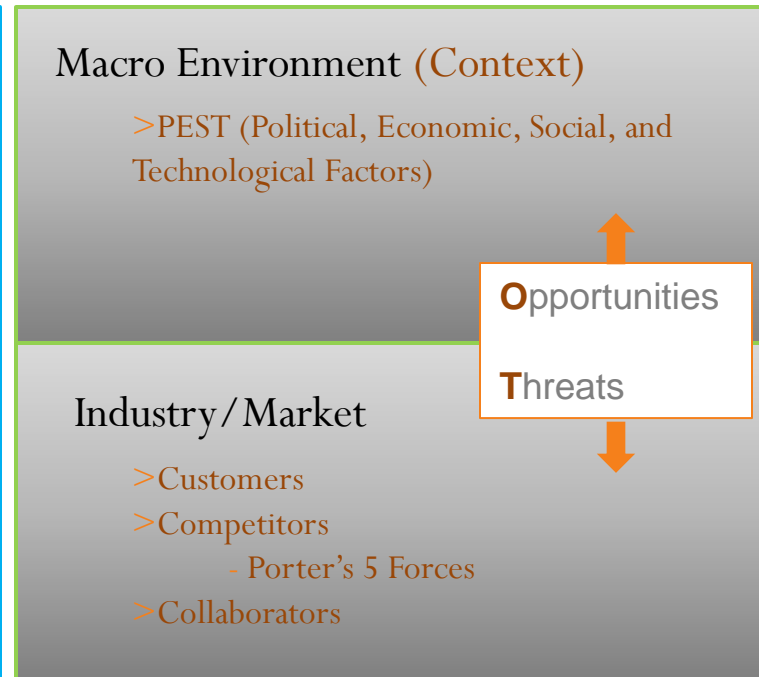 Macro Environment (Context)
>PEST (Political, Economic, Social, and
Technological Factors)
Opportunities
Threats
Industry/Market
>Customers
>Competitors
- Porter's 5 Forces
>Collaborators